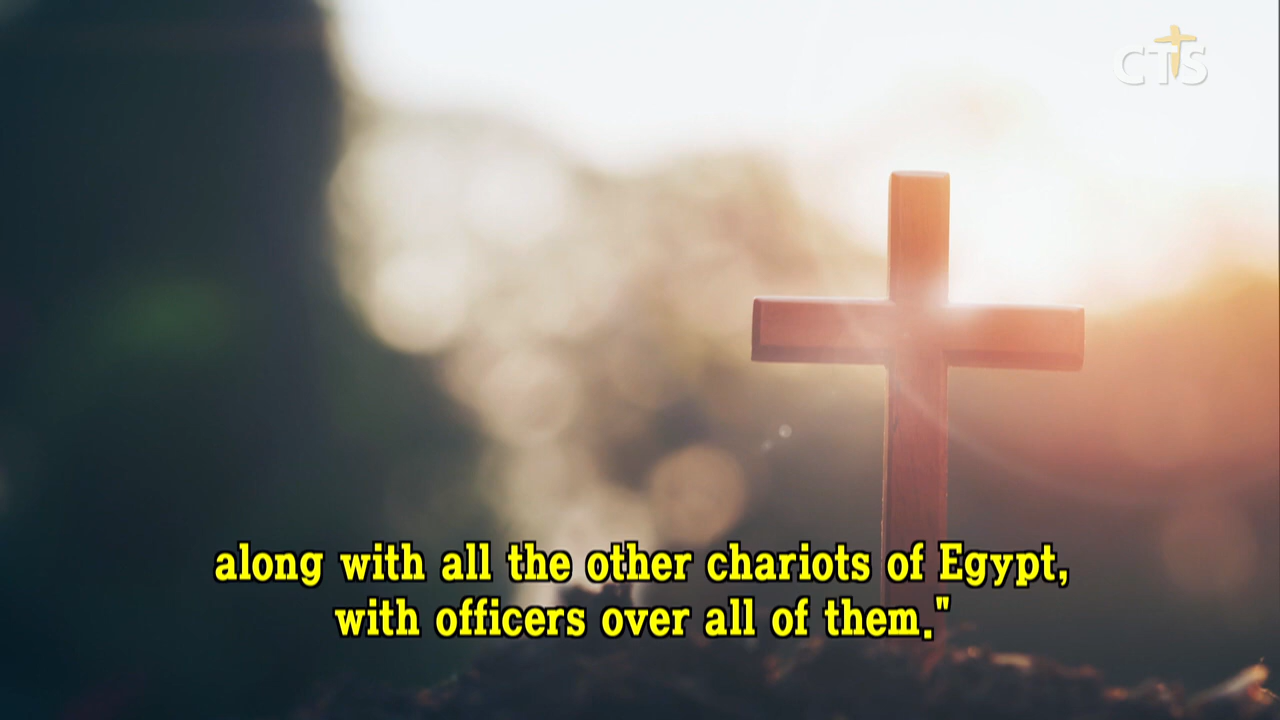 CTS
along with all the other chariots of Egypt,
with officers over all of them."